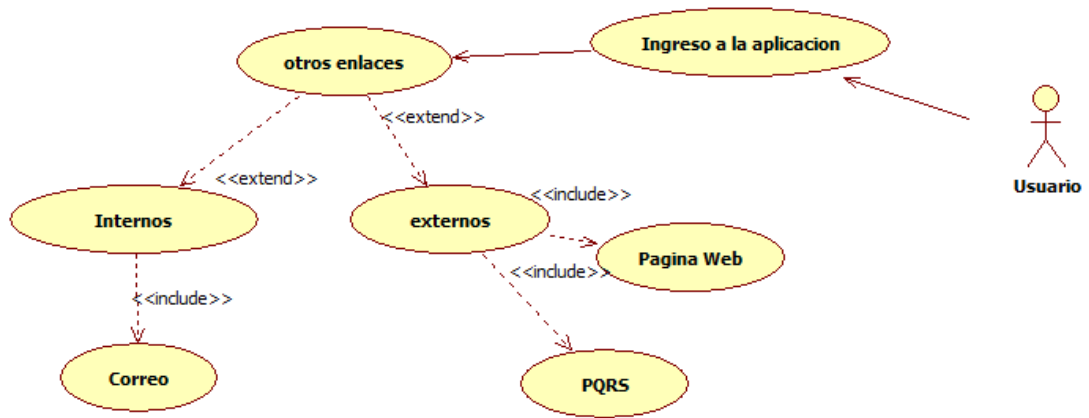 Ingreso a la aplicacion
otros enlaces
<<extend>>
<<extend>>
Usuario
<<include>>
Internos
externos
Pagina Web
<<include>>
<<include>>
Correo
PQRS